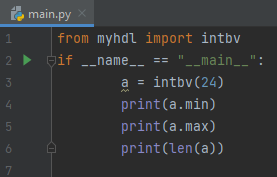 main.py
1 from myhdl import intbv
2 if __name__ == "__main__":
3 a = intbv(24)
4 print(a.min)
5 print(a.max)
6 print(len(a))
7